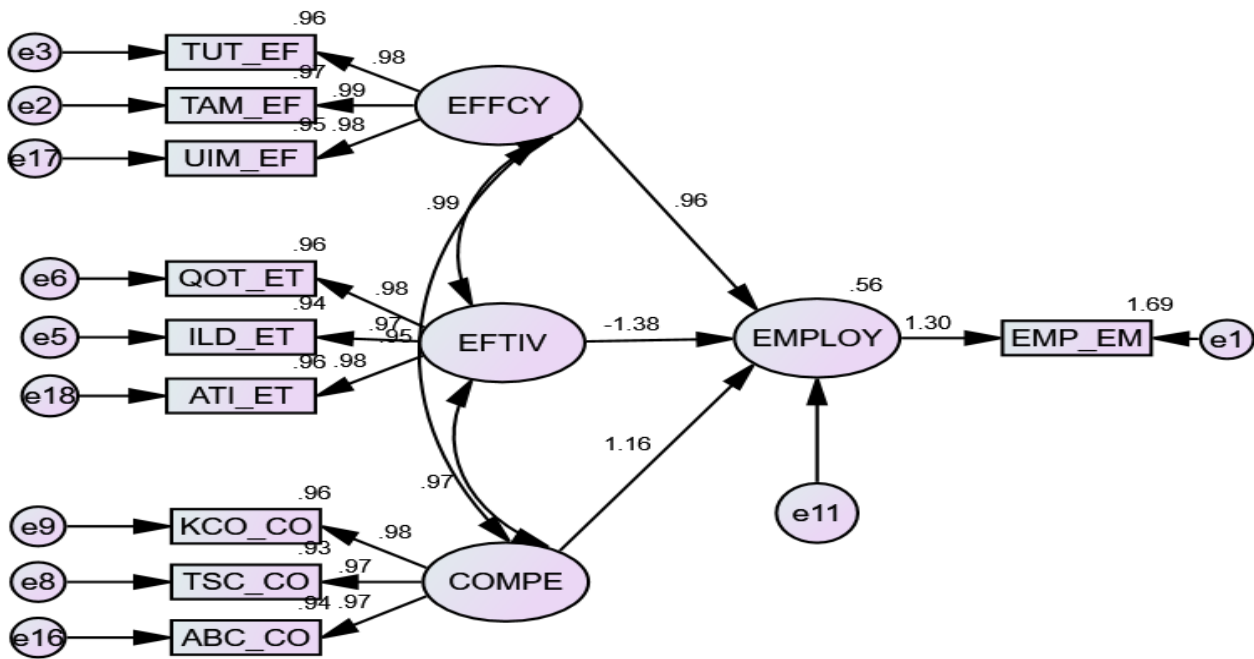 .96
e3
TUT_EF
.98
.97
e2
TAM_EF
.99
EFFCY
.95
.98
e17
UIM_EF
.99
.96
.96
e6
QOT_ET
.98
.56
.94
.97
.95
1.69
e5
ILD_ET
EFTIV
-1.38
EMPLOY
1.30
EMP_EM
e1
.96
.98
e18
ATI_ET
1.16
.97
.96
e9
KCO_CO
.98
e11
.93
.97
e8
TSC_CO
COMPE
.94
.97
e16
ABC_CO